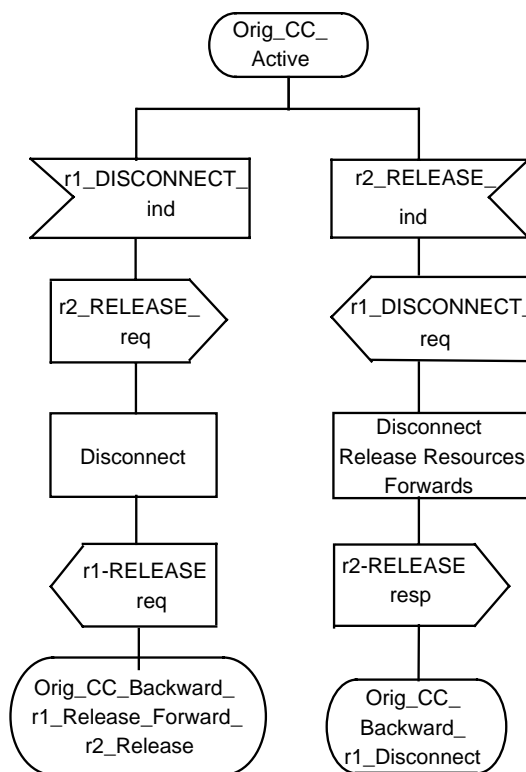 Orig_CC_
Active
r1_DISCONNECT_
ind
r2_RELEASE_
req
Disconnect
r1-RELEASE
req
Orig_CC_Backward_
r1_Release_Forward_
r2_Release
r2_RELEASE_
ind
r1_DISCONNECT_
req
Disconnect
Release Resources
Forwards
r2-RELEASE
resp
Orig_CC_
Backward_
r1_Disconnect